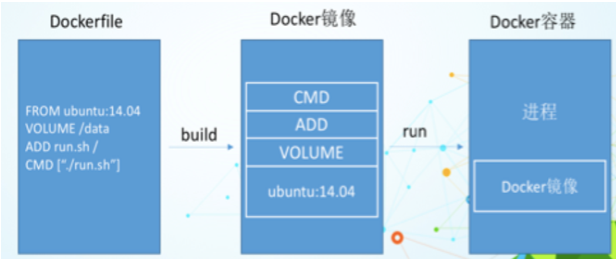 Dockerfile
Docker镜像
Docker容器
FROM ubuntu:14.04
VOLUME /data
ADD run.sh /
CMD [“./run.sh”]
build
CMD
ADD
VOLUME
ubuntu:14.04
run
进程
Docker镜像